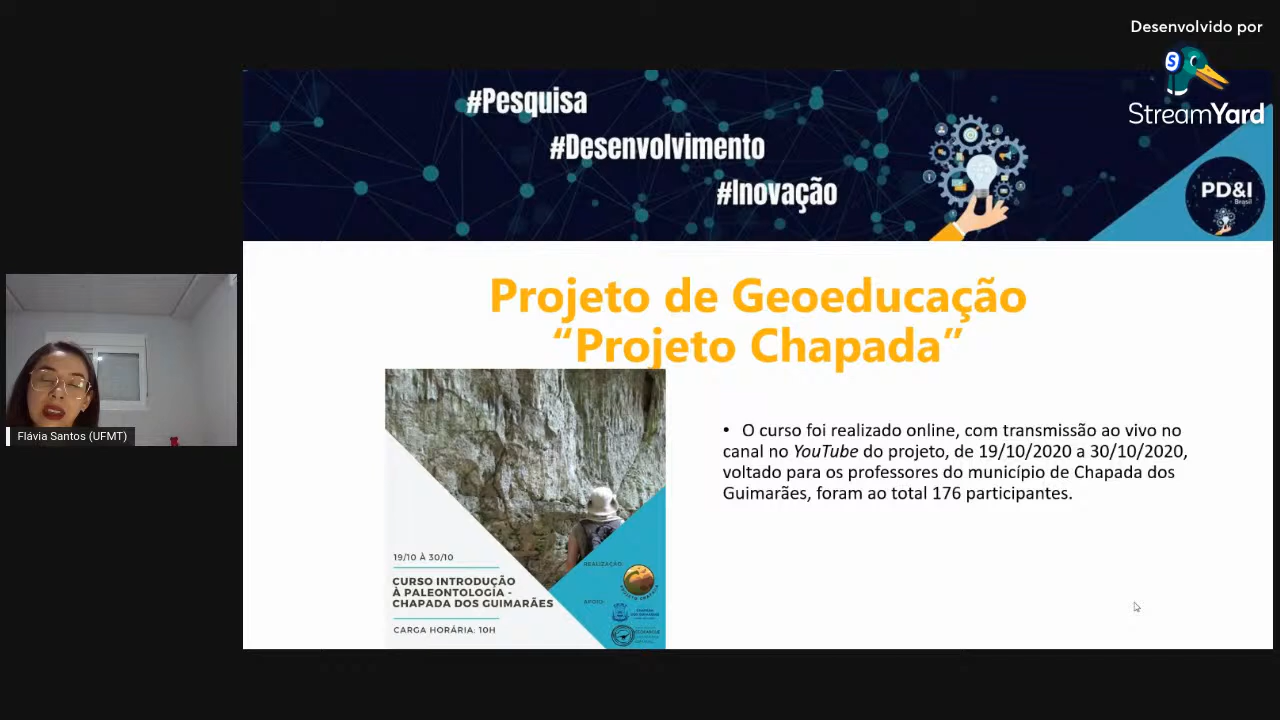 Desenvolvido por
StreamYard
#Pesquisa
#Desenvolvimento
#Inovação
PD&I
Brasil
Projeto de Geoeducação
“Projeto Chapada”
• O curso foi realizado online, com transmissão ao vivo no
canal no YouTube do projeto, de 19/10/2020 a 30/10/2020,
voltado para os professores do município de Chapada dos
Guimarães, foram ao total 176 participantes.
19/10 À 30/10
CURSO INTRODUÇÃO
À PALEONTOLOGIA -
CHAPADA DOS GUIMARÃES
CARGA HORÁRIA: 10H
REALIZAÇÃO
APOIO:
Flávia Santos (UFMT)